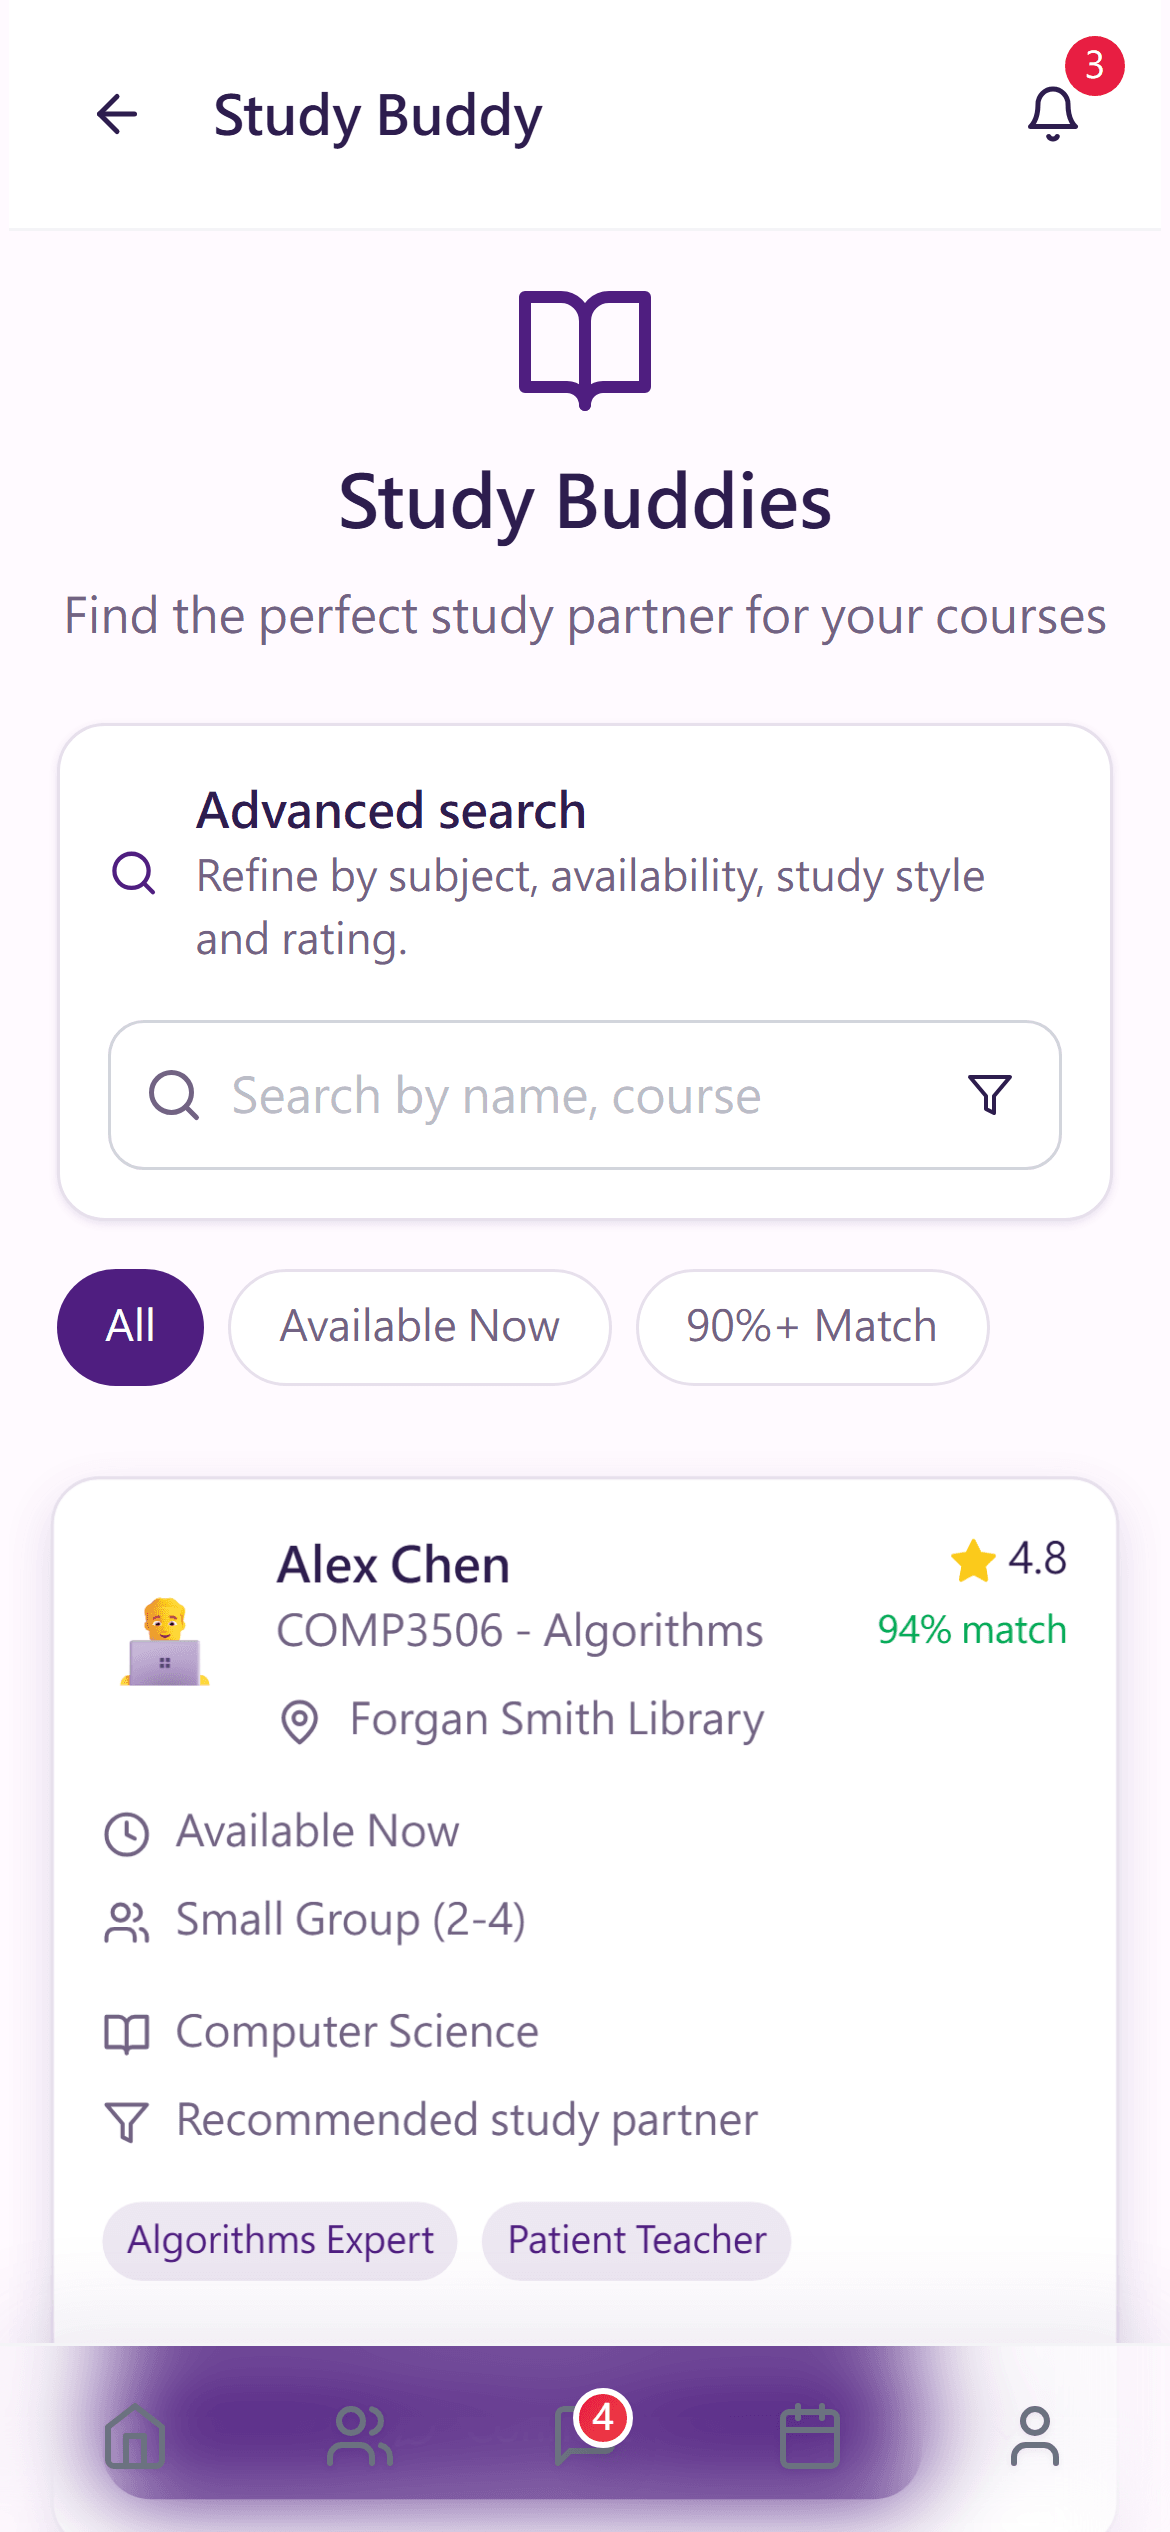 Study Buddy
3
Study Buddies
Find the perfect study partner for your courses
Advanced search
Refine by subject, availability, study style
and rating.
Search by name, course
All
Available Now
90%+ Match
Alex Chen
4.8
COMP3506 - Algorithms
94% match
Forgan Smith Library
Available Now
Small Group (2-4)
Computer Science
Recommended study partner
Algorithms Expert
Patient Teacher
4